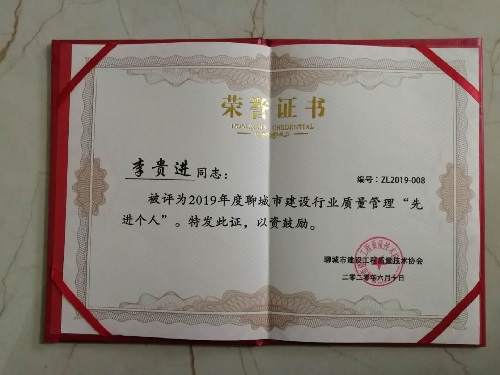 荣誉证书
HONORARY CREDENTIAL
李贵进同志：
编号：ZL2019-008
被评为2019年度聊城市建设行业质量管理“先
进个人”。特发此证，以资鼓励。
聊城市建设工程质量技术协会
二零二零年六月十日